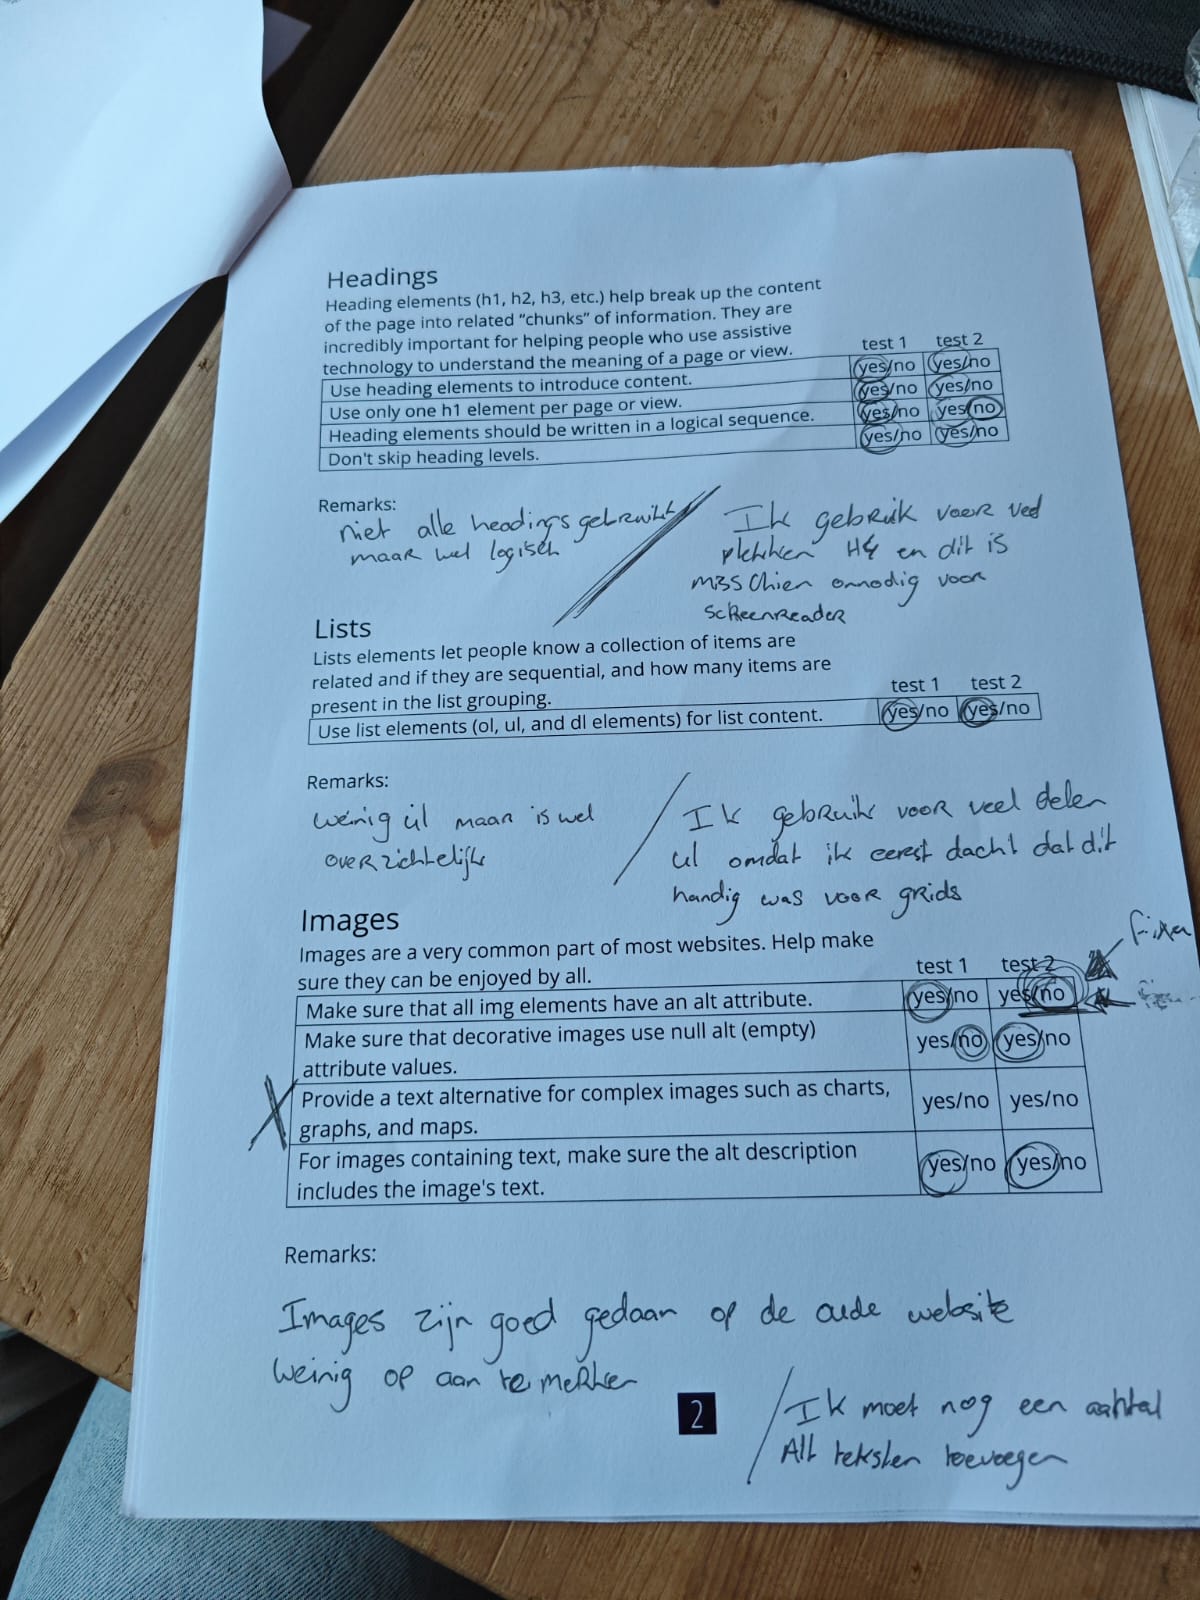 Headings
Heading elements (h1, h2, h3, etc.) help break up the content
of the page into related “chunks” of information. They are
incredibly important for helping people who use assistive
technology to understand the meaning of a page or view.
test 1 test 2
Use heading elements to introduce content. yes/no yes/no
Use only one h1 element per page or view. yes/no yes/no
Heading elements should be written in a logical sequence. yes/no yes/no
Don't skip heading levels. yes/no yes/no
Remarks:
niet alle headings gebruikt
maar wel logisch
Ik gebruik voor veel
plekken H4 en dit is
misschien onnodig voor
screenreader
Lists
Lists elements let people know a collection of items are
related and if they are sequential, and how many items are
present in the list grouping.
test 1 test 2
Use list elements (ol, ul, and dl elements) for list content. yes/no yes/no
Remarks:
weinig ul maar is wel
overzichtelijk
Ik gebruik voor veel delen
ul omdat ik eerst dacht dat dit
handig was voor grids
Images
Images are a very common part of most websites. Help make
sure they can be enjoyed by all.
test 1 test 2
Make sure that all img elements have an alt attribute. yes/no yes/no
Make sure that decorative images use null alt (empty)
attribute values. yes/no yes/no
Provide a text alternative for complex images such as charts,
graphs, and maps. yes/no yes/no
For images containing text, make sure the alt description
includes the image's text. yes/no yes/no
Remarks:
Images zijn goed gedaan op de oude website
weinig op aan te merken
2
Ik moet nog een aantal
Alt teksten toevoegen